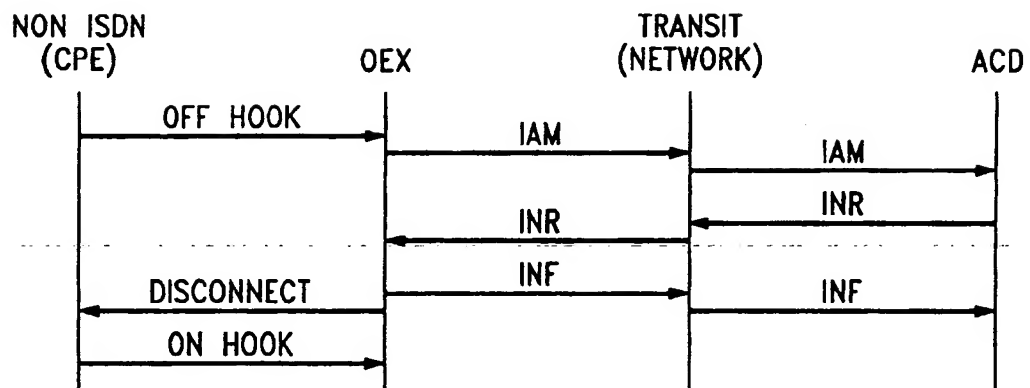 NON ISDN
(CPE)
OEX
TRANSIT
(NETWORK)
ACD
OFF HOOK
IAM
IAM
INR
INR
INF
DISCONNECT
INF
ON HOOK